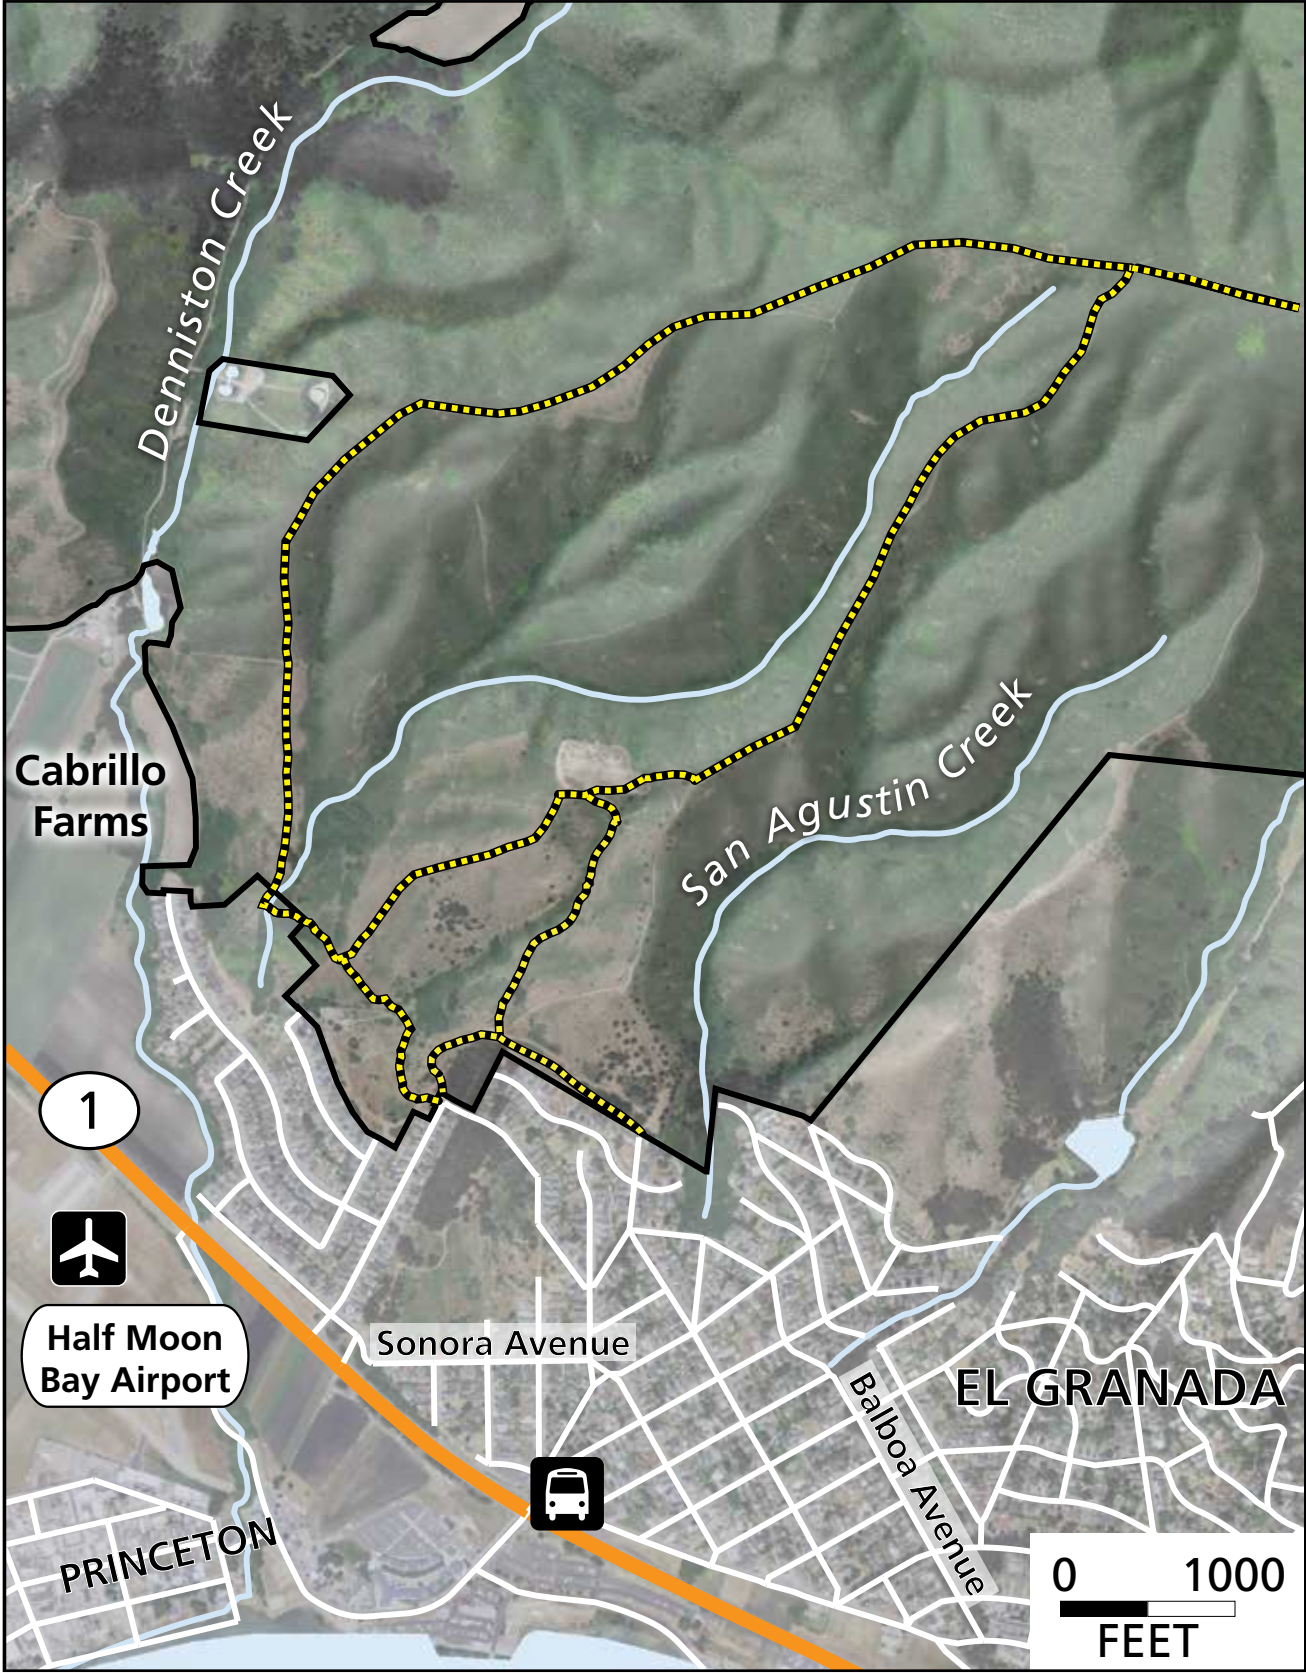 Denniston Creek
Cabrillo
Farms
San Agustin Creek
1
Half Moon
Bay Airport
Sonora Avenue
EL GRANADA
Balboa Avenue
PRINCETON
0 1000
FEET